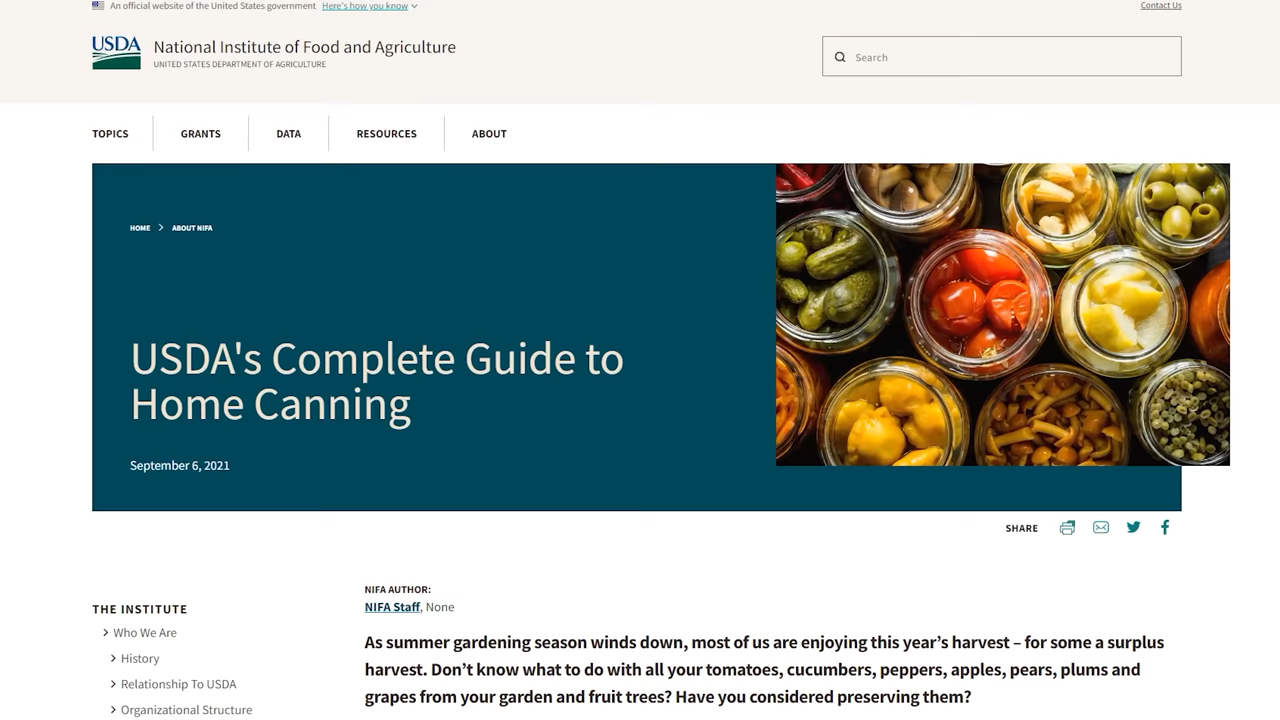 An official website of the United States government Here's how you know
Contact Us
USDA
National Institute of Food and Agriculture
UNITED STATES DEPARTMENT OF AGRICULTURE
Search
TOPICS
GRANTS
DATA
RESOURCES
ABOUT
HOME
ABOUT NIFA
USDA's Complete Guide to
Home Canning
September 6, 2021
SHARE
THE INSTITUTE
Who We Are
History
Relationship To USDA
Organizational Structure
NIFA AUTHOR:
NIFA Staff, None
As summer gardening season winds down, most of us are enjoying this year’s harvest – for some a surplus
harvest. Don’t know what to do with all your tomatoes, cucumbers, peppers, apples, pears, plums and
grapes from your garden and fruit trees? Have you considered preserving them?